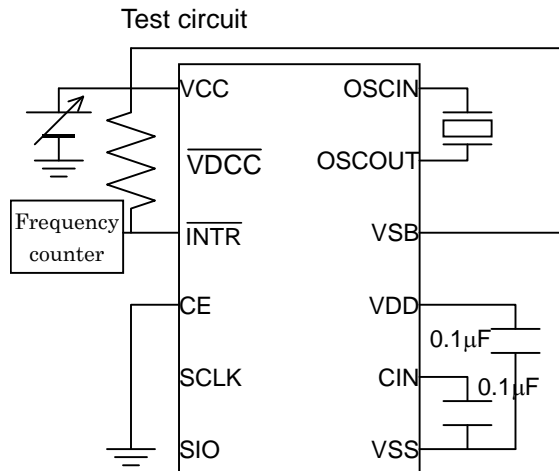 Test circuit
VCC
OSCIN
VDCC
OSCOUT
Frequency
counter
INTR
VSB
CE
VDD
0.1µF
SCLK
CIN
0.1µF
SIO
VSS